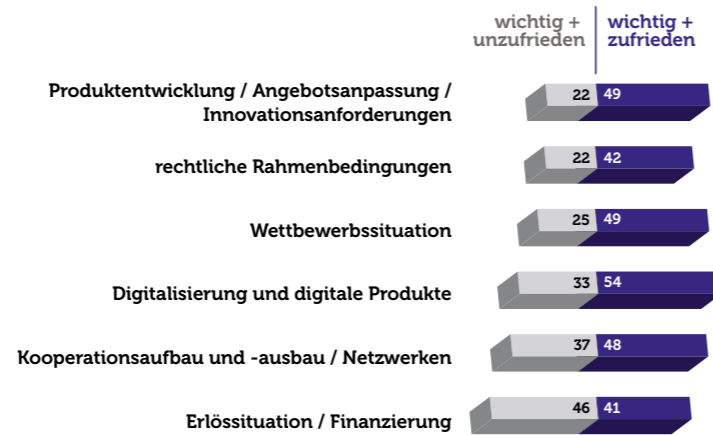 wichtig + wichtig +
unzufrieden zufrieden
Produktentwicklung / Angebotsanpassung /
Innovationsanforderungen
22 49
rechtliche Rahmenbedingungen 22 42
Wettbewerbssituation 25 49
Digitalisierung und digitale Produkte 33 54
Kooperationsaufbau und -ausbau / Netzwerken 37 48
Erlössituation / Finanzierung 46 41